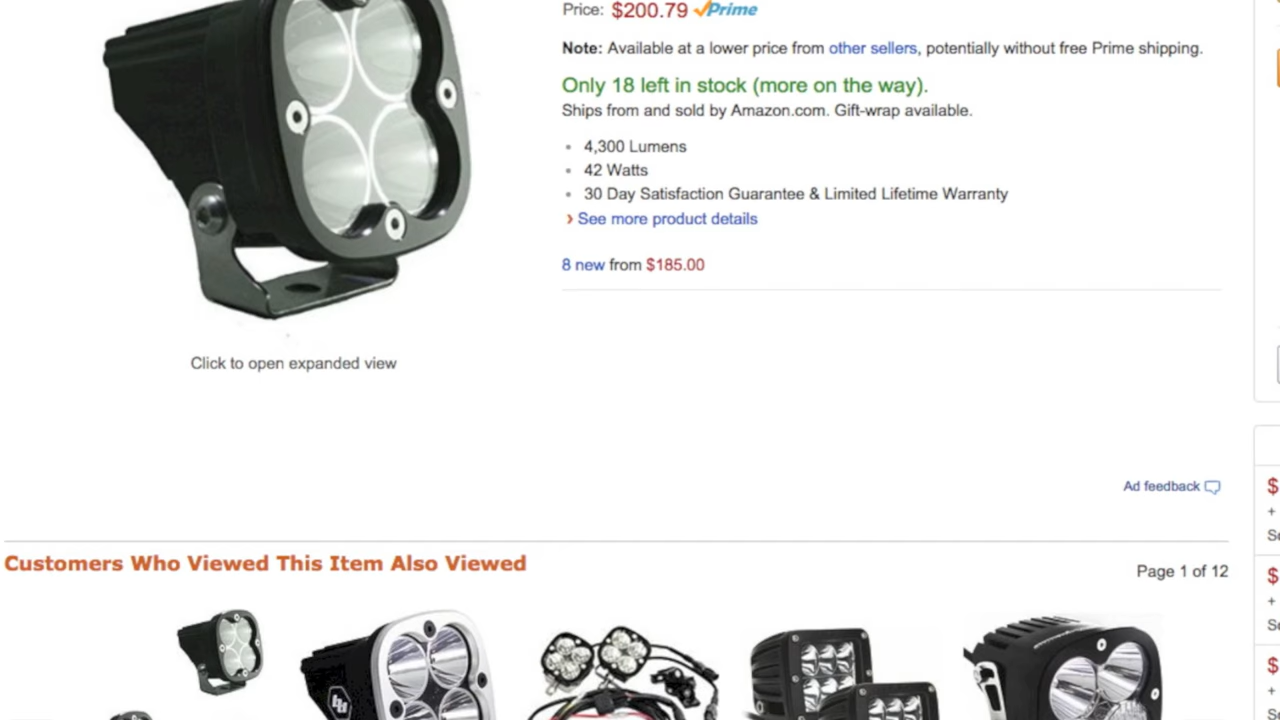 Price: $200.79 Prime
Note: Available at a lower price from other sellers, potentially without free Prime shipping.
Only 18 left in stock (more on the way).
Ships from and sold by Amazon.com. Gift-wrap available.
4,300 Lumens
42 Watts
30 Day Satisfaction Guarantee & Limited Lifetime Warranty
› See more product details
8 new from $185.00
Click to open expanded view
Ad feedback
$
+
Customers Who Viewed This Item Also Viewed
Page 1 of 12
$
+
$
+